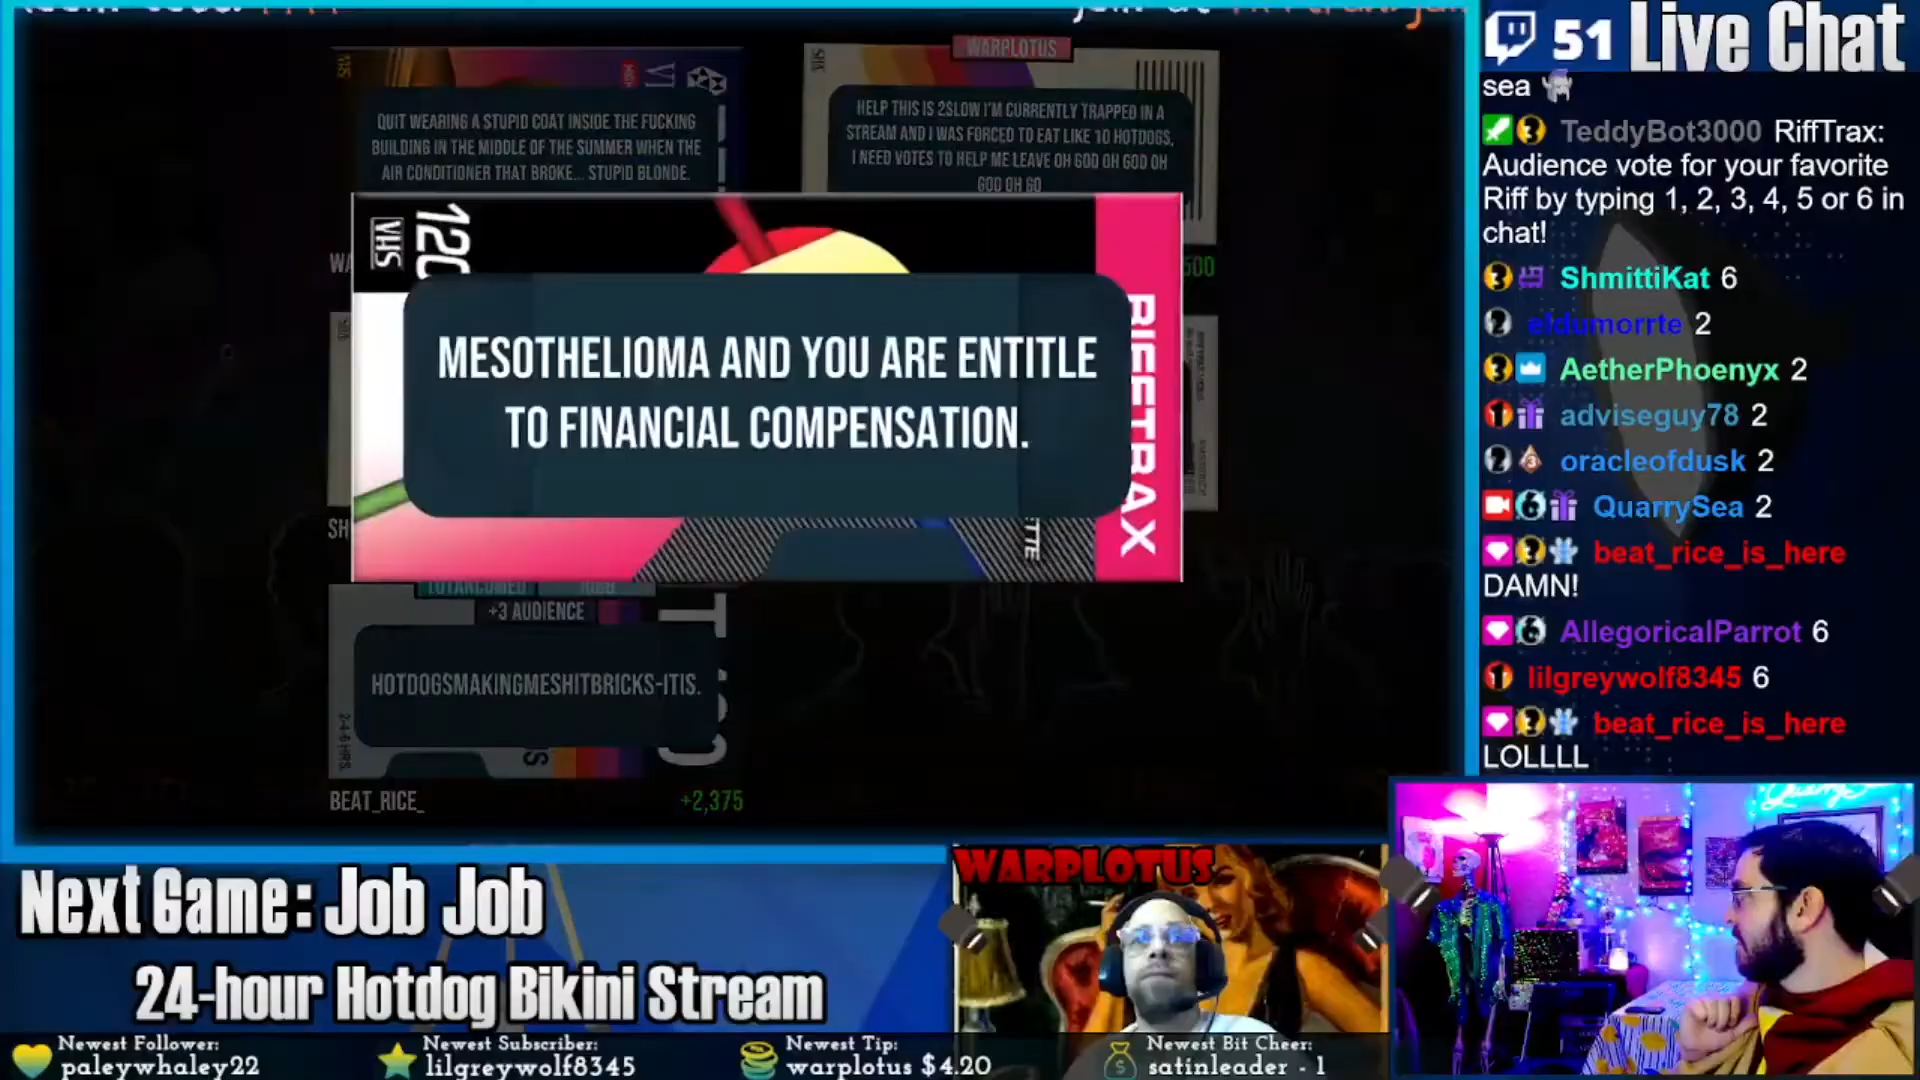 WARPLOTUS
QUIT WEARING A STUPID COAT INSIDE THE FUCKING
BUILDING IN THE MIDDLE OF THE SUMMER WHEN THE
AIR CONDITIONER THAT BROKE... STUPID BLONDE.
HELP THIS IS 2SLOW I'M CURRENTLY TRAPPED IN A
STREAM AND I WAS FORCED TO EAT LIKE 10 HOTDOGS,
I NEED VOTES TO HELP ME LEAVE OH GOD OH GOD OH
GOD OH GO
VHS
120
MESOTHELIOMA AND YOU ARE ENTITLE
TO FINANCIAL COMPENSATION.
RIFFTRAX
+3 AUDIENCE
HOTDOGSMAKINGMESHITBRICKS-ITIS.
2-4-6 HRS.
BEAT_RICE_
+2,375
51 Live Chat
sea
TeddyBot3000 RiffTrax:
Audience vote for your favorite
Riff by typing 1, 2, 3, 4, 5 or 6 in
chat!
ShmittiKat 6
eldumorrte 2
AetherPhoenyx 2
adviseguy78 2
oracleofdusk 2
QuarrySea 2
beat_rice_is_here
DAMN!
AllegoricalParrot 6
lilgreywolf8345 6
beat_rice_is_here
LOLLLL
Next Game: Job Job
24-hour Hotdog Bikini Stream
WARPLOTUS
Newest Follower:
paleywhaley22
Newest Subscriber:
lilgreywolf8345
Newest Tip:
warplotus $4.20
Newest Bit Cheer:
satinleader - 1